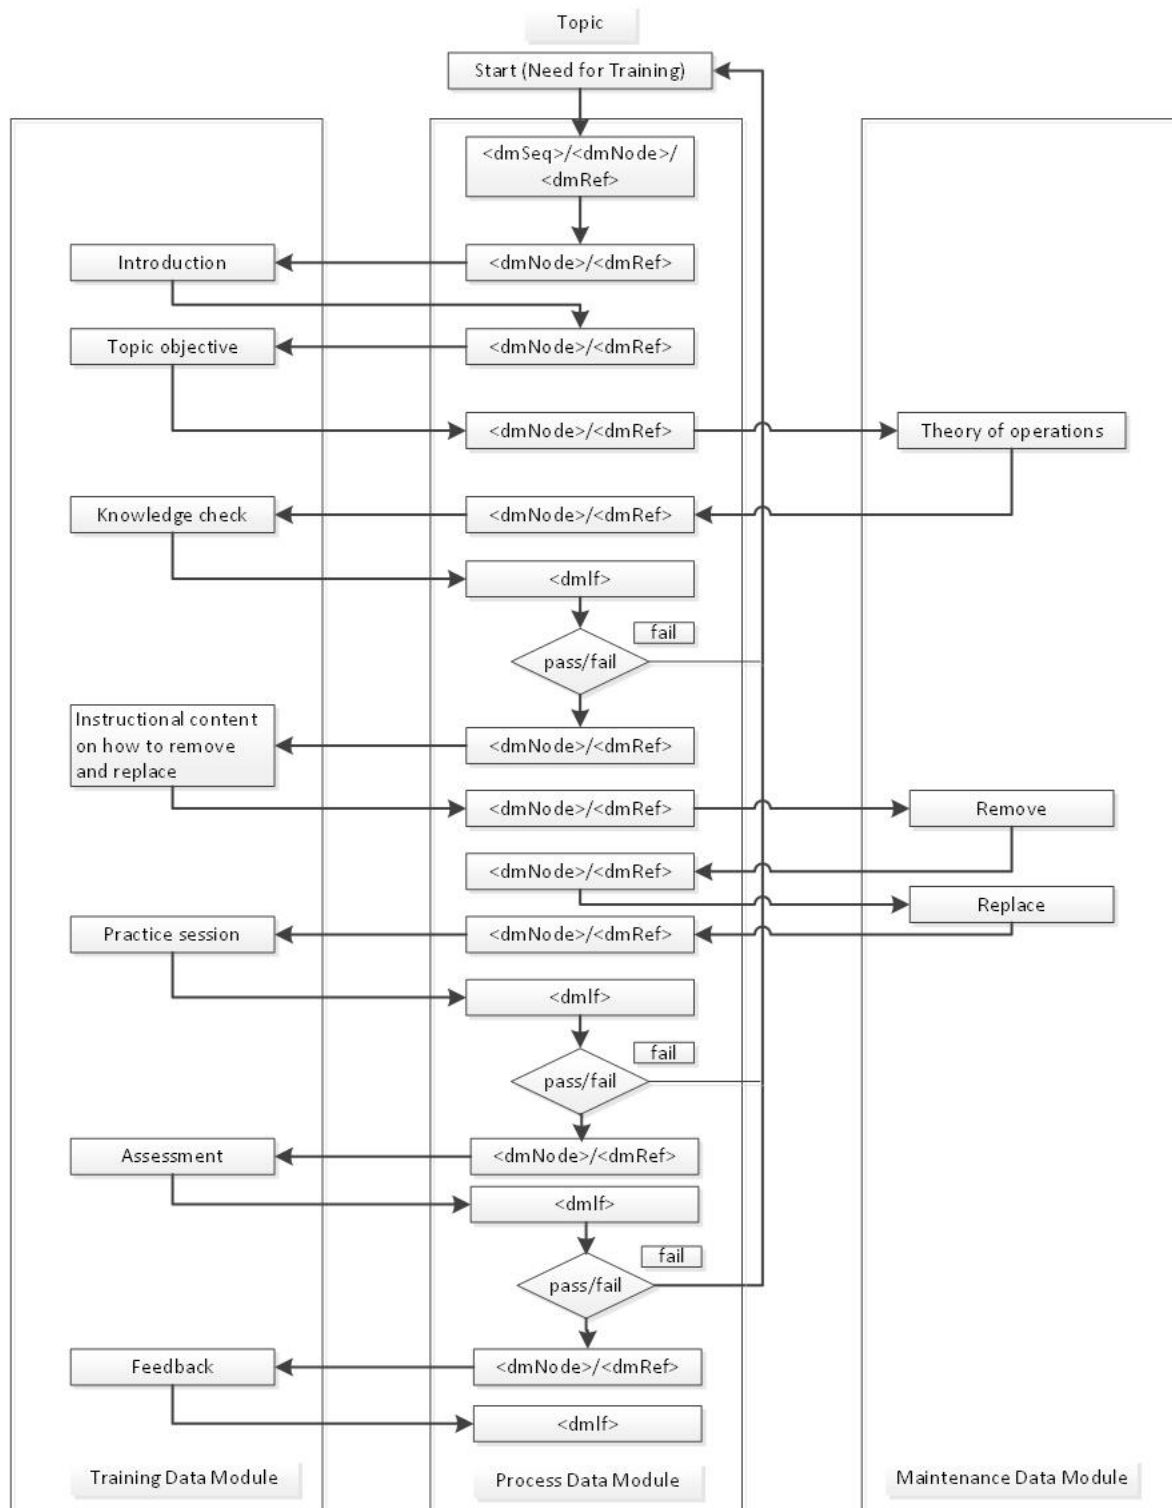 Topic
Start (Need for Training)
<dmSeq>/<dmNode>/
<dmRef>
Introduction
<dmNode>/<dmRef>
Topic objective
<dmNode>/<dmRef>
<dmNode>/<dmRef>
Theory of operations
Knowledge check
<dmNode>/<dmRef>
<dmIf>
fail
pass/fail
Instructional content
on how to remove
and replace
<dmNode>/<dmRef>
<dmNode>/<dmRef>
Remove
<dmNode>/<dmRef>
Replace
Practice session
<dmNode>/<dmRef>
<dmIf>
fail
pass/fail
Assessment
<dmNode>/<dmRef>
<dmIf>
fail
pass/fail
Feedback
<dmNode>/<dmRef>
<dmIf>
Training Data Module
Process Data Module
Maintenance Data Module